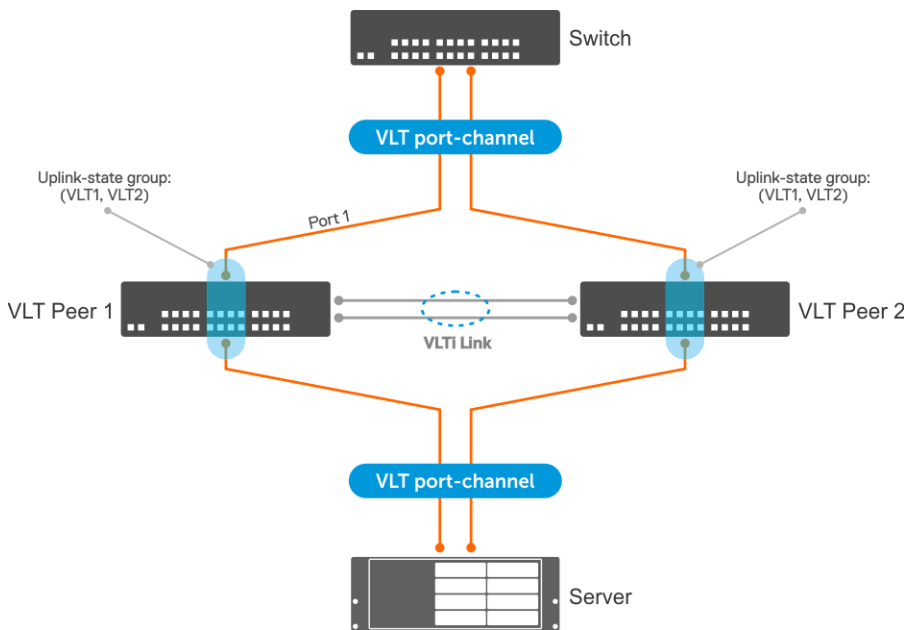 Switch
VLT port-channel
Uplink-state group:
(VLT1, VLT2)
Uplink-state group:
(VLT1, VLT2)
Port 1
VLT Peer 1
VLT Peer 2
VLTi Link
VLT port-channel
Server